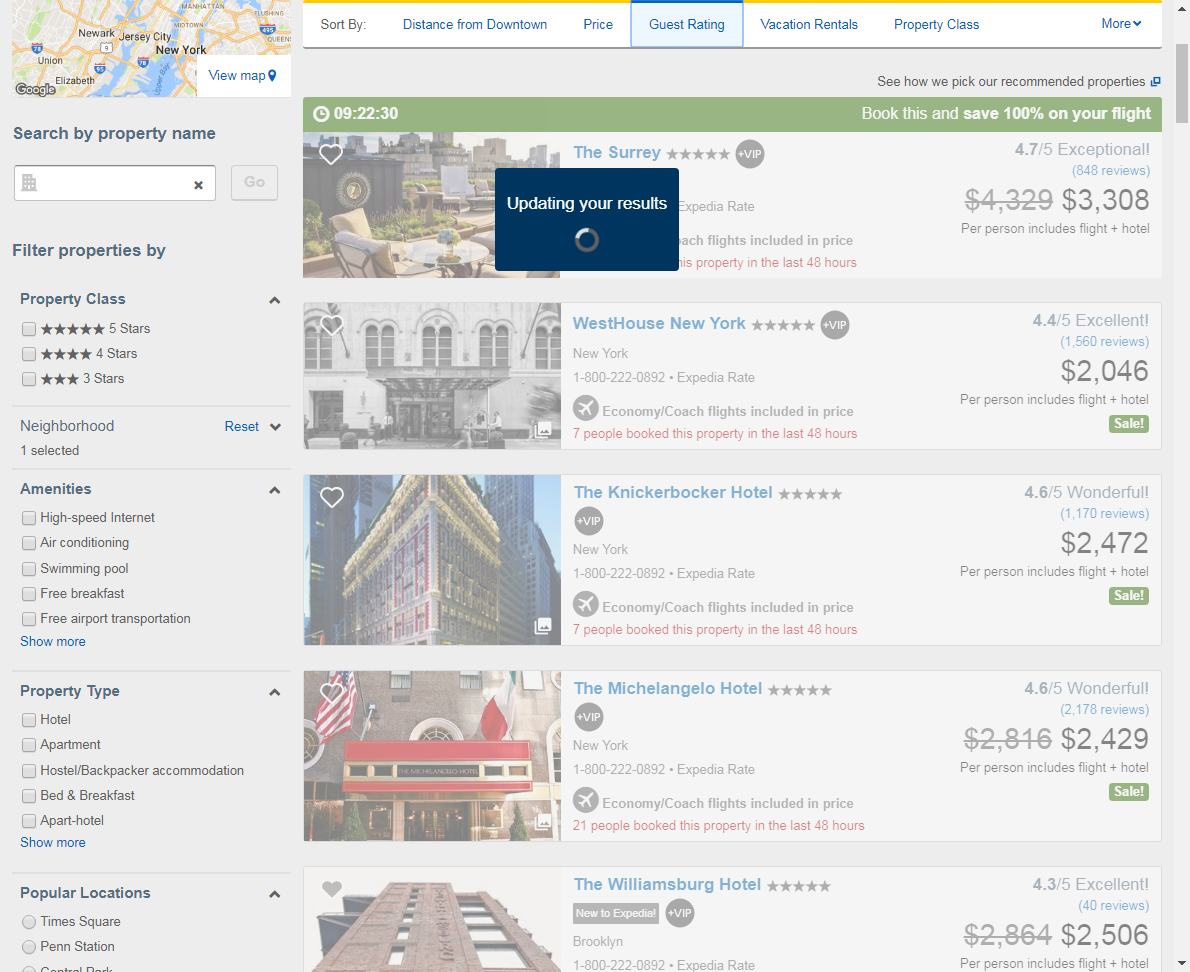 MANHATTAN
FLUSHING
MIDTOWN
495
QUEENS
Newark
Jersey City
9
New York
78
Union
95
78
Elizabeth
Upper Bay
Google
View map
Search by property name
Go
Filter properties by
Property Class
5 Stars
4 Stars
3 Stars
Neighborhood
Reset
1 selected
Amenities
High-speed Internet
Air conditioning
Swimming pool
Free breakfast
Free airport transportation
Show more
Property Type
Hotel
Apartment
Hostel/Backpacker accommodation
Bed & Breakfast
Apart-hotel
Show more
Popular Locations
Times Square
Penn Station
Central Park
Sort By: Distance from Downtown Price Guest Rating Vacation Rentals Property Class More
See how we pick our recommended properties
09:22:30 Book this and save 100% on your flight
The Surrey +VIP
Updating your results
Expedia Rate
flights included in price
this property in the last 48 hours
4.7/5 Exceptional!
(848 reviews)
$4,329 $3,308
Per person includes flight + hotel
WestHouse New York +VIP
New York
1-800-222-0892 • Expedia Rate
Economy/Coach flights included in price
7 people booked this property in the last 48 hours
4.4/5 Excellent!
(1,560 reviews)
$2,046
Per person includes flight + hotel
Sale!
The Knickerbocker Hotel
+VIP
New York
1-800-222-0892 • Expedia Rate
Economy/Coach flights included in price
7 people booked this property in the last 48 hours
4.6/5 Wonderful!
(1,170 reviews)
$2,472
Per person includes flight + hotel
Sale!
THE MICHELANGELO HOTEL
The Michelangelo Hotel
+VIP
New York
1-800-222-0892 • Expedia Rate
Economy/Coach flights included in price
21 people booked this property in the last 48 hours
4.6/5 Wonderful!
(2,178 reviews)
$2,816 $2,429
Per person includes flight + hotel
Sale!
The Williamsburg Hotel
New to Expedia! +VIP
Brooklyn
1-800-222-0892 • Expedia Rate
4.3/5 Excellent!
(40 reviews)
$2,864 $2,506
Per person includes flight + hotel